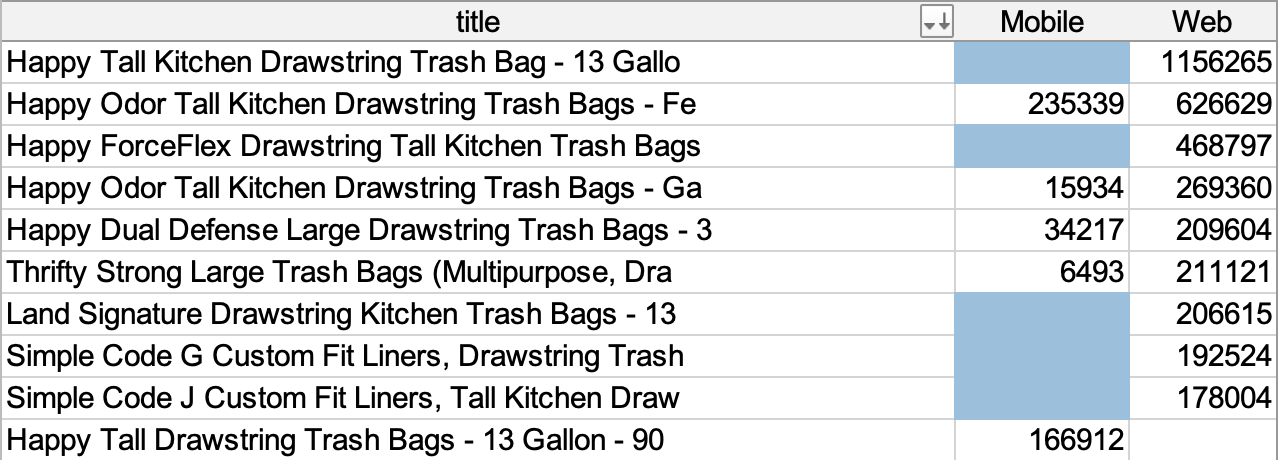 title Mobile Web
Happy Tall Kitchen Drawstring Trash Bag - 13 Gallo 1156265
Happy Odor Tall Kitchen Drawstring Trash Bags - Fe 235339 626629
Happy ForceFlex Drawstring Tall Kitchen Trash Bags 468797
Happy Odor Tall Kitchen Drawstring Trash Bags - Ga 15934 269360
Happy Dual Defense Large Drawstring Trash Bags - 3 34217 209604
Thrifty Strong Large Trash Bags (Multipurpose, Dra 6493 211121
Land Signature Drawstring Kitchen Trash Bags - 13 206615
Simple Code G Custom Fit Liners, Drawstring Trash 192524
Simple Code J Custom Fit Liners, Tall Kitchen Draw 178004
Happy Tall Drawstring Trash Bags - 13 Gallon - 90 166912